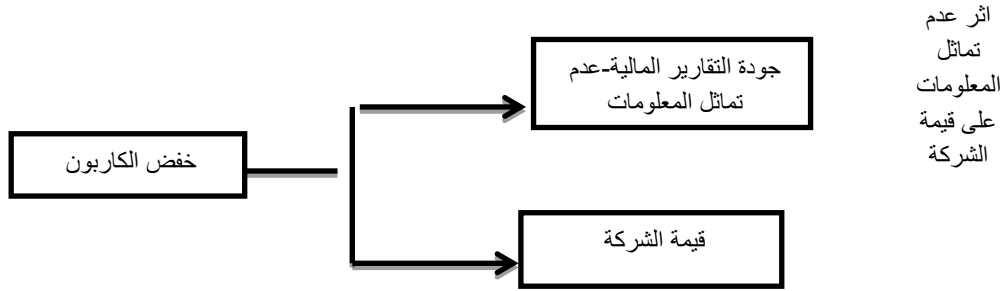 اثر عدم
تماثل
المعلومات
على قيمة
الشركة
جودة التقارير المالية-عدم
تماثل المعلومات
خفض الكاربون
قيمة الشركة